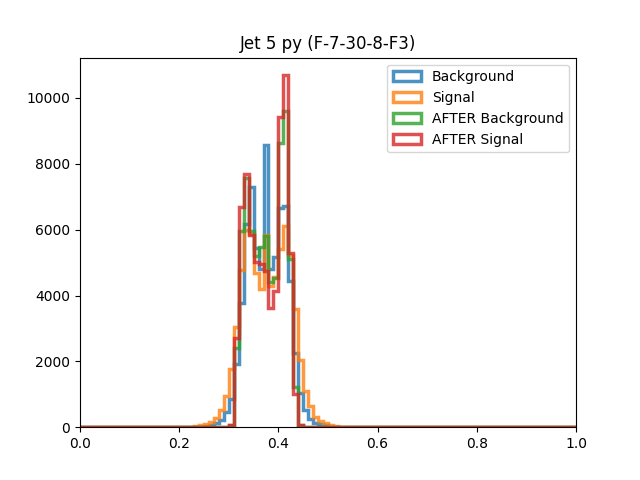 Jet 5 py (F-7-30-8-F3)
Background
Signal
AFTER Background
AFTER Signal
10000
8000
6000
4000
2000
0
0.0 0.2 0.4 0.6 0.8 1.0